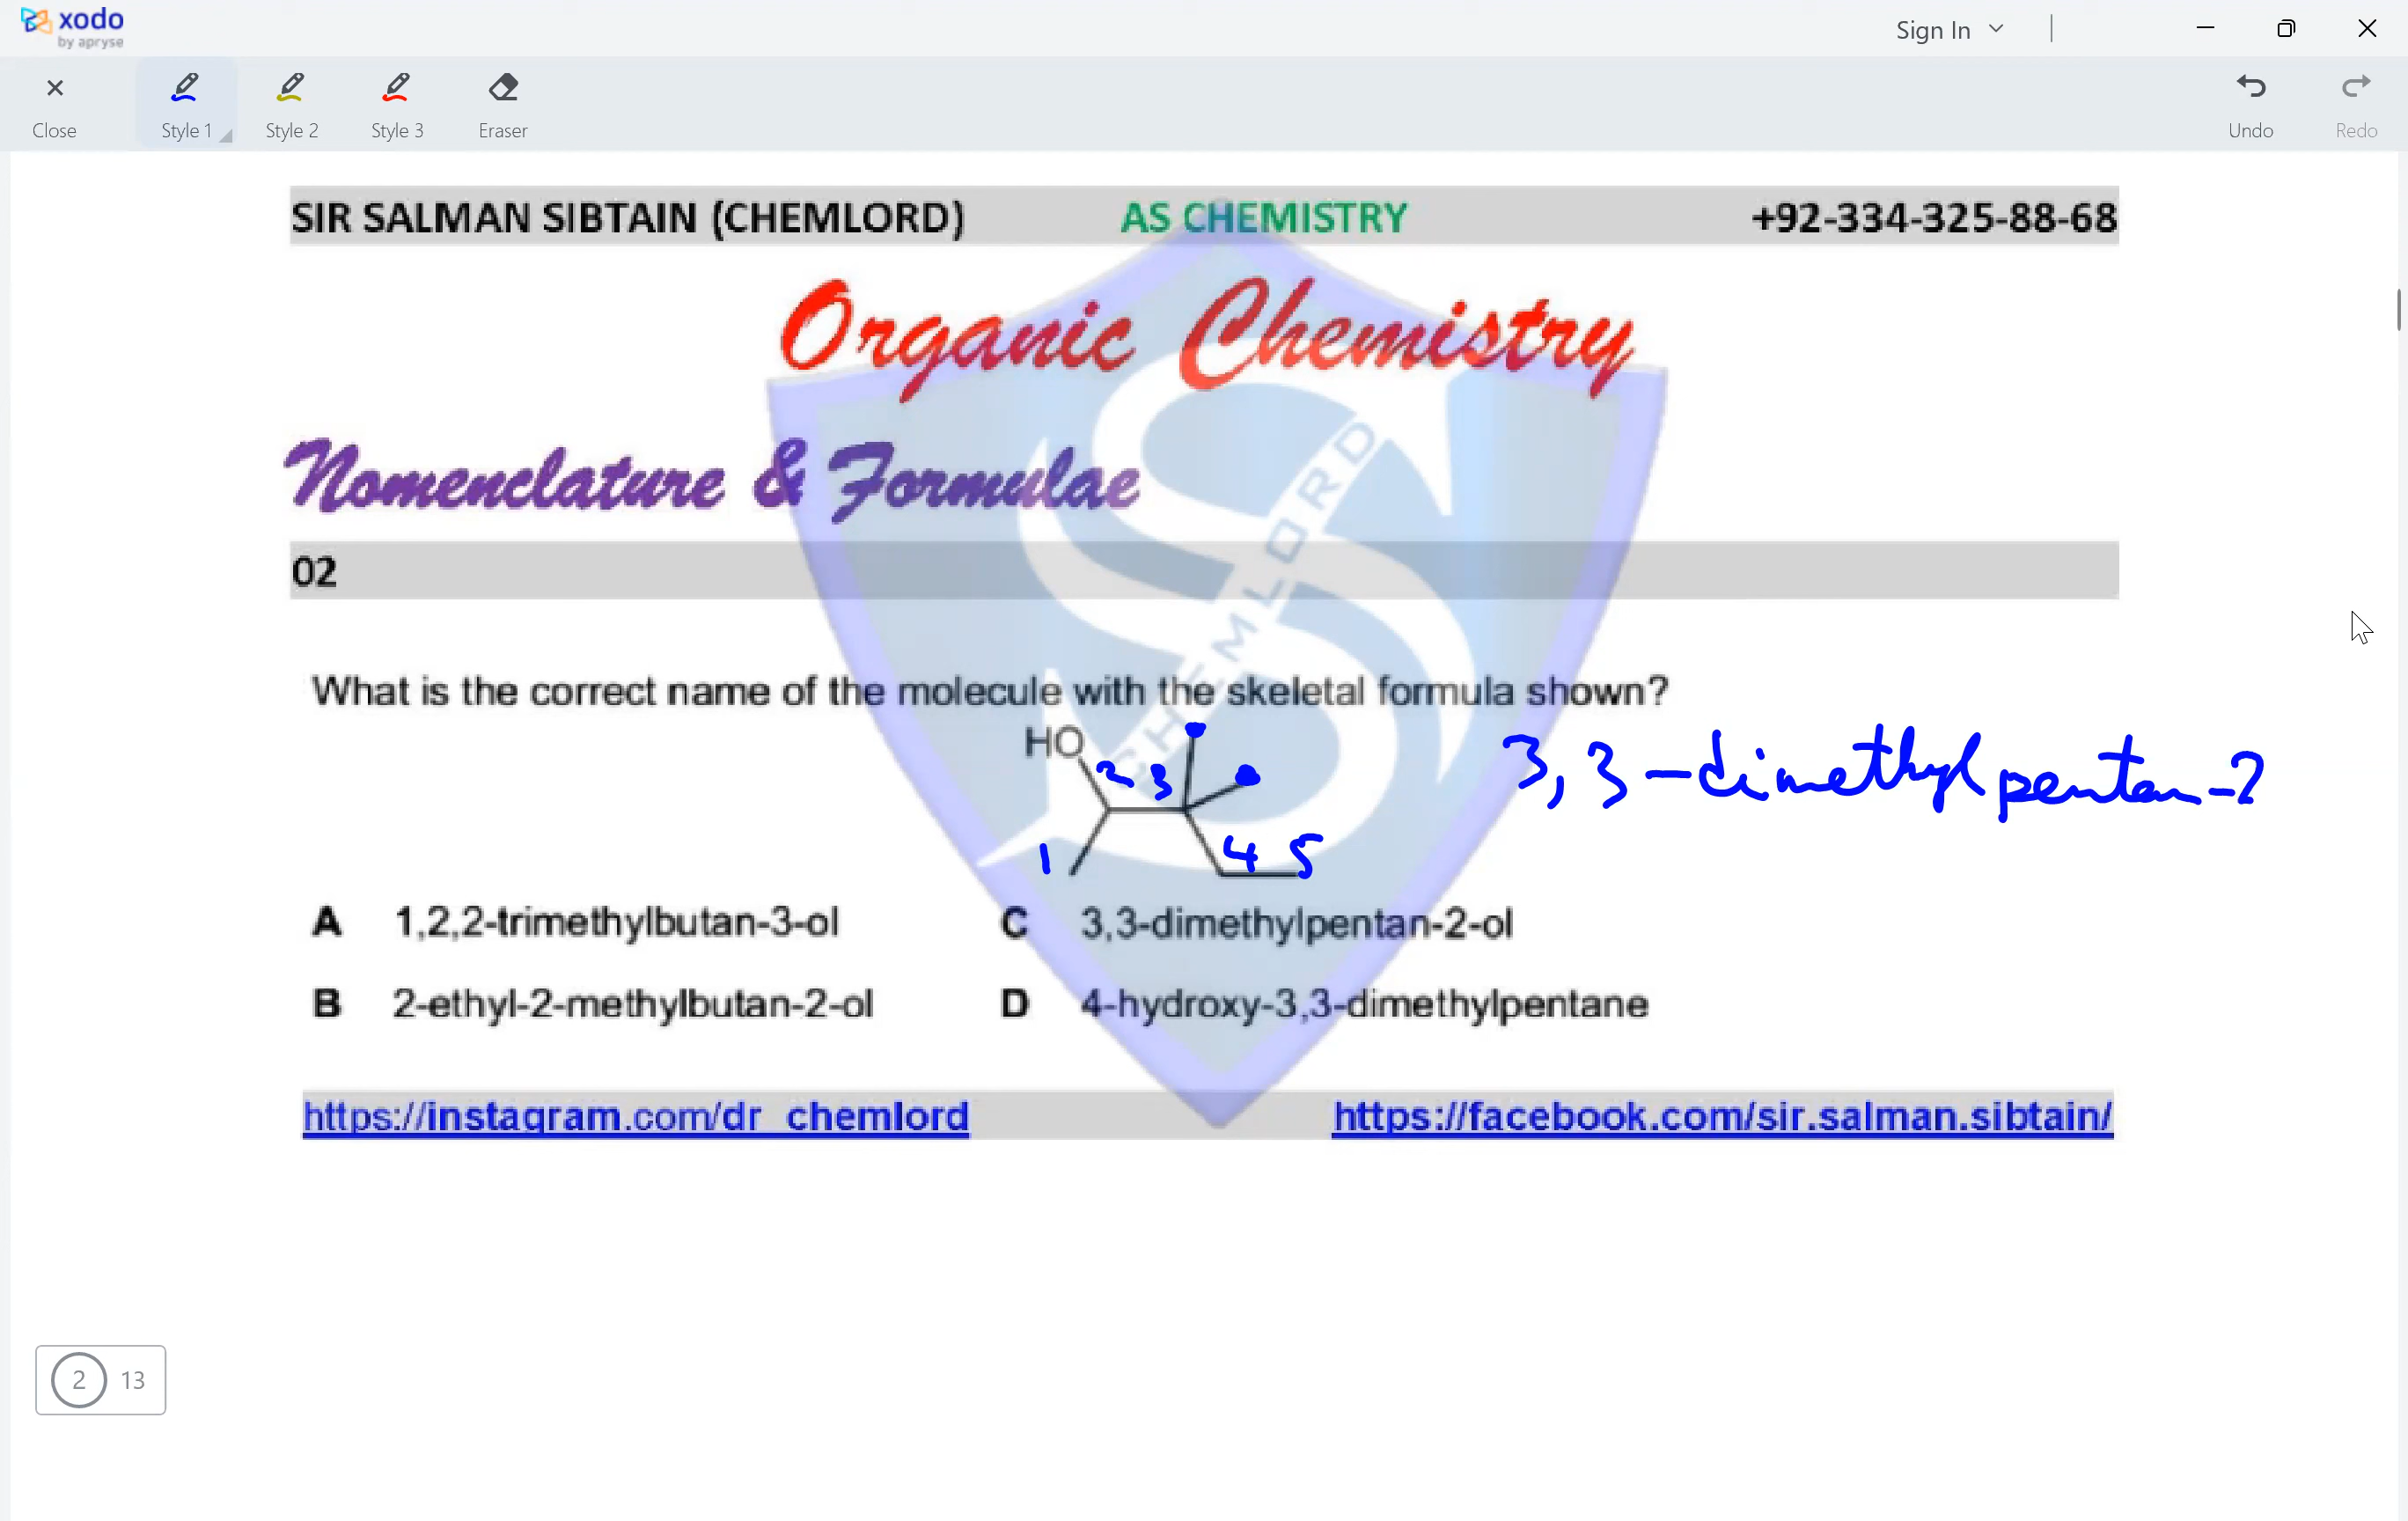 xodo
by apryse
Sign In
Close
Style 1
Style 2
Style 3
Eraser
Undo
Redo
SIR SALMAN SIBTAIN (CHEMLORD) AS CHEMISTRY +92-334-325-88-68
Organic Chemistry
Nomenclature & Formulae
CHEMLORD
02
What is the correct name of the molecule with the skeletal formula shown?
HO
2 3
1 4 5
3,3-dimethylpentan-2
A 1,2,2-trimethylbutan-3-ol C 3,3-dimethylpentan-2-ol
B 2-ethyl-2-methylbutan-2-ol D 4-hydroxy-3,3-dimethylpentane
https://instagram.com/dr_chemlord https://facebook.com/sir.salman.sibtain/
2 13